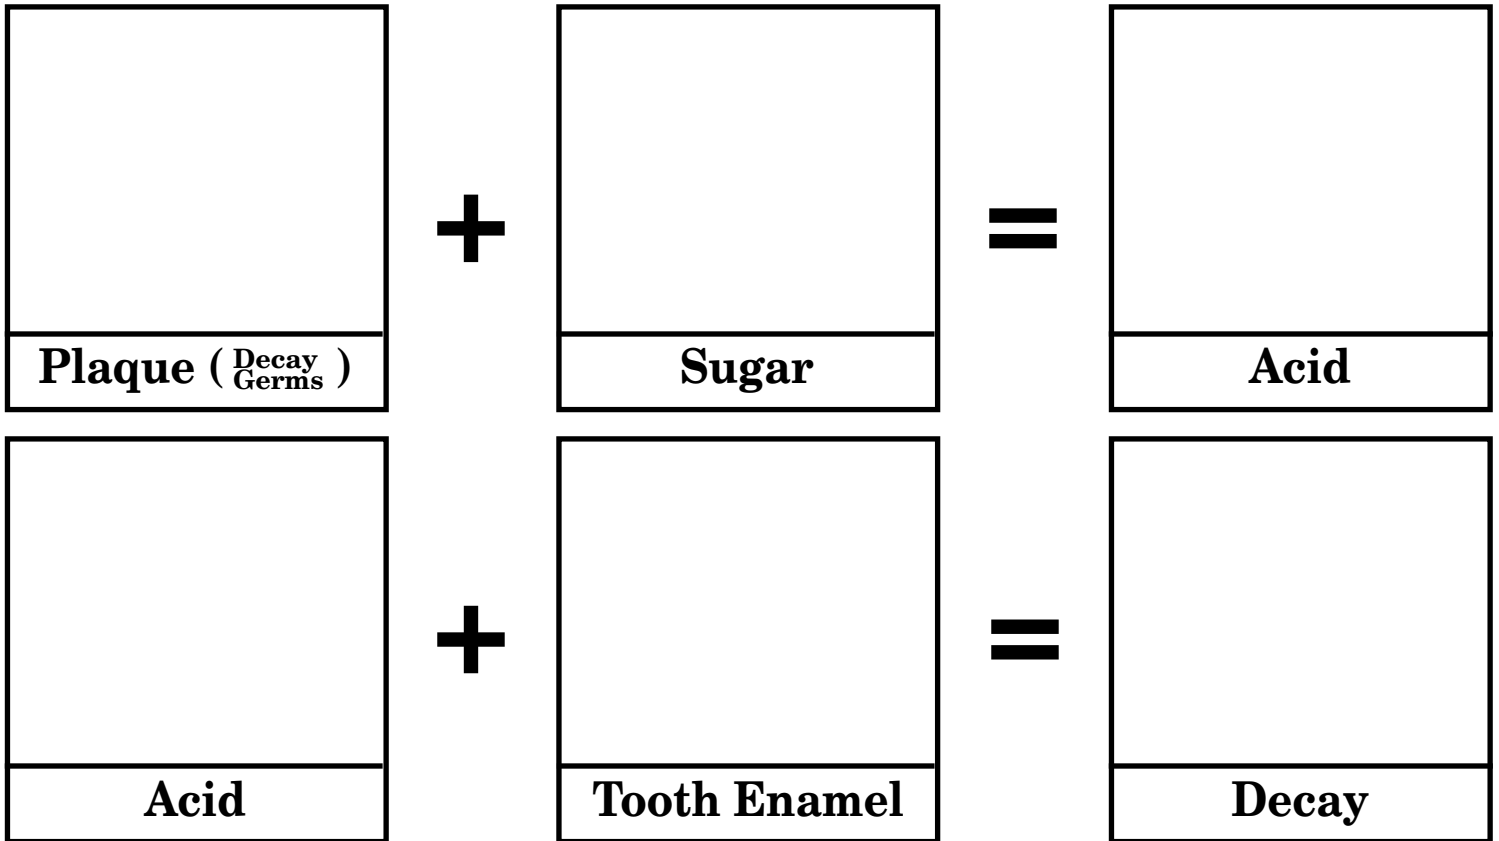 + =
Plaque ( Decay Germs ) Sugar Acid
+ =
Acid Tooth Enamel Decay